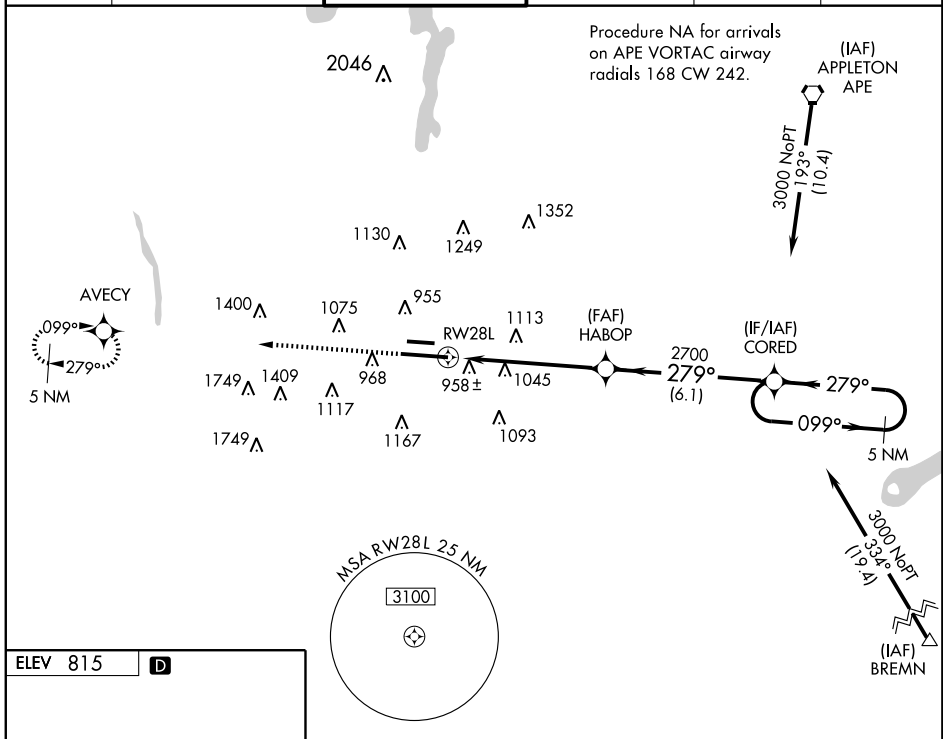 Procedure NA for arrivals
on APE VORTAC airway
radials 168 CW 242.
(IAF)
APPLETON
APE
2046
3000 NoPT
193°
(10.4)
1352
1130
1249
AVECY
099°
279°
5 NM
1400
1075
955
RW28L
1113
(FAF)
HABOP
(IF/IAF)
CORED
2700
279°
(6.1)
279°
099°
5 NM
968
958 ±
1045
1749
1409
1117
1167
1093
1749
3000 NoPT
334°
(19.4)
(IAF)
BREMN
MSA RW28L 25 NM
3100
ELEV 815
D